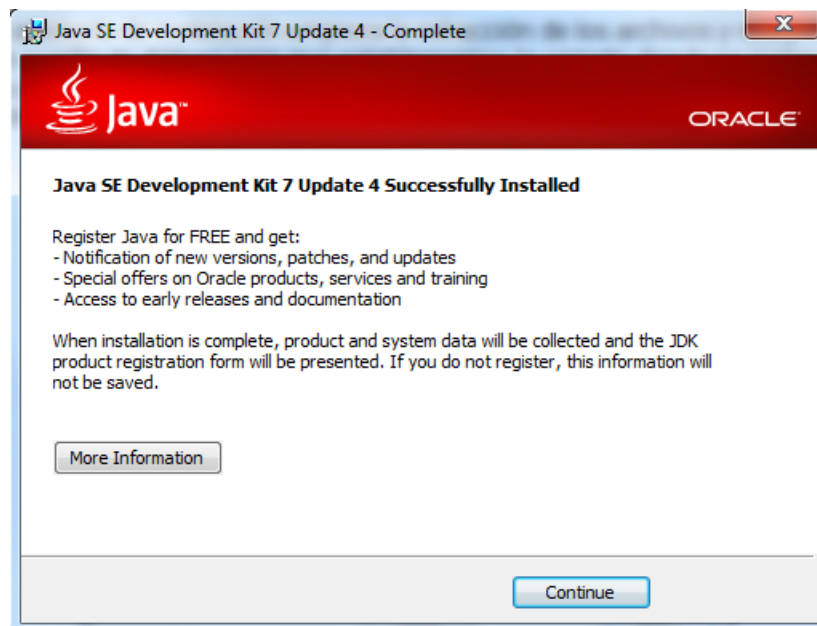 Java SE Development Kit 7 Update 4 - Complete
Java™
ORACLE
Java SE Development Kit 7 Update 4 Successfully Installed
Register Java for FREE and get:
- Notification of new versions, patches, and updates
- Special offers on Oracle products, services and training
- Access to early releases and documentation
When installation is complete, product and system data will be collected and the JDK
product registration form will be presented. If you do not register, this information will
not be saved.
More Information
Continue